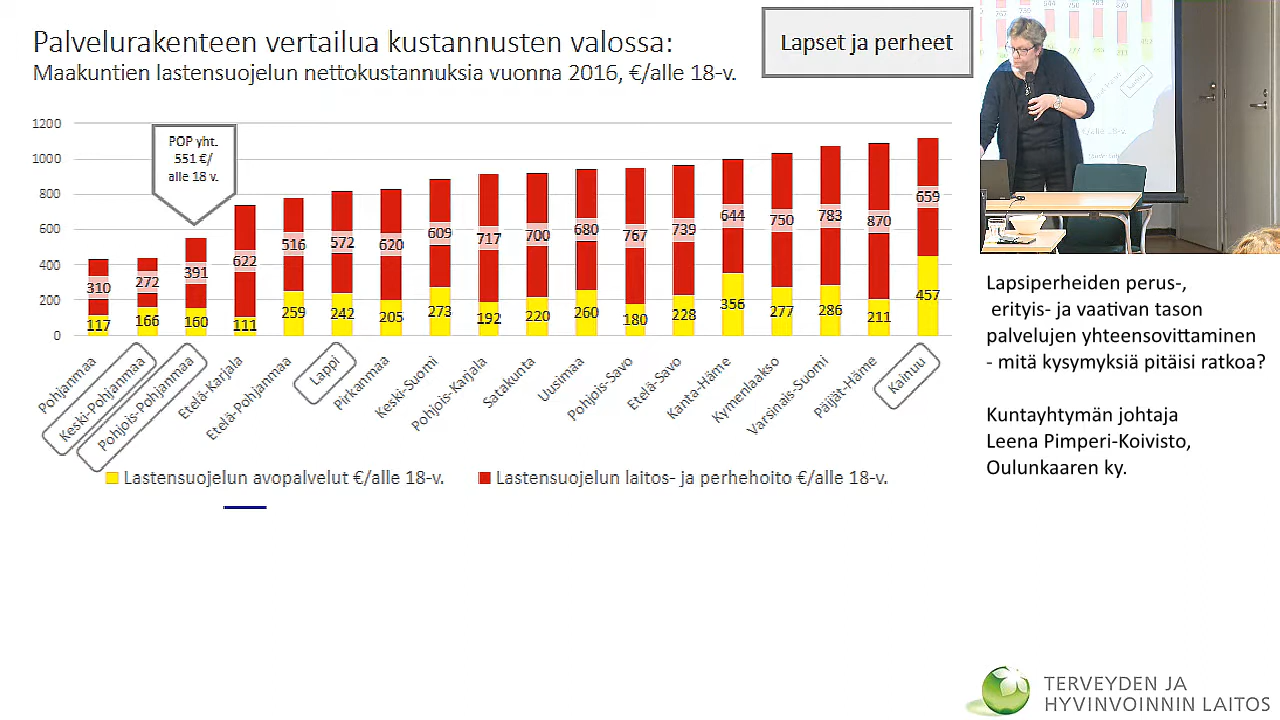 Palvelurakenteen vertailua kustannusten valossa:
Maakuntien lastensuojelun nettokustannuksia vuonna 2016, €/alle 18-v.
Lapset ja perheet
POP yht.
551 €/
alle 18 v.
1200
1000
800
600
400
200
0
310 272 391 622 516 572 620 609 717 700 680 767 739 644 750 783 870 659
117 166 160 111 259 242 205 273 192 220 260 180 228 356 277 286 211 457
Pohjanmaa
Keski-Pohjanmaa
Pohjois-Pohjanmaa
Etelä-Karjala
Etelä-Pohjanmaa
Lappi
Pirkanmaa
Keski-Suomi
Pohjois-Karjala
Satakunta
Uusimaa
Pohjois-Savo
Etelä-Savo
Kanta-Häme
Kymenlaakso
Varsinais-Suomi
Päijät-Häme
Kainuu
Lastensuojelun avopalvelut €/alle 18-v. Lastensuojelun laitos- ja perhehoito €/alle 18-v.
Lapsiperheiden perus-,
erityis- ja vaativan tason
palvelujen yhteensovittaminen
- mitä kysymyksiä pitäisi ratkoa?
Kuntayhtymän johtaja
Leena Pimperi-Koivisto,
Oulunkaaren ky.
TERVEYDEN JA
HYVINVOINNIN LAITOS